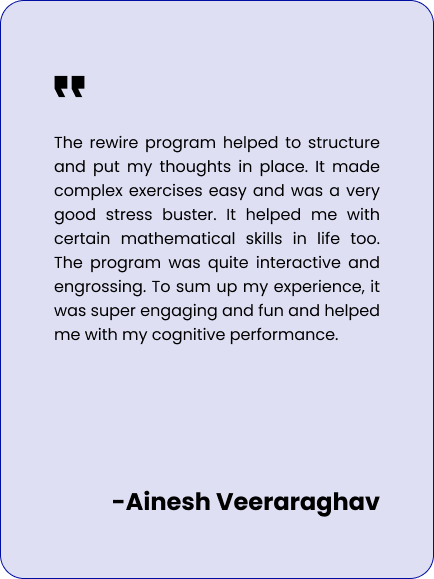 "
The rewire program helped to structure
and put my thoughts in place. It made
complex exercises easy and was a very
good stress buster. It helped me with
certain mathematical skills in life too.
The program was quite interactive and
engrossing. To sum up my experience, it
was super engaging and fun and helped
me with my cognitive performance.
-Ainesh Veeraraghav